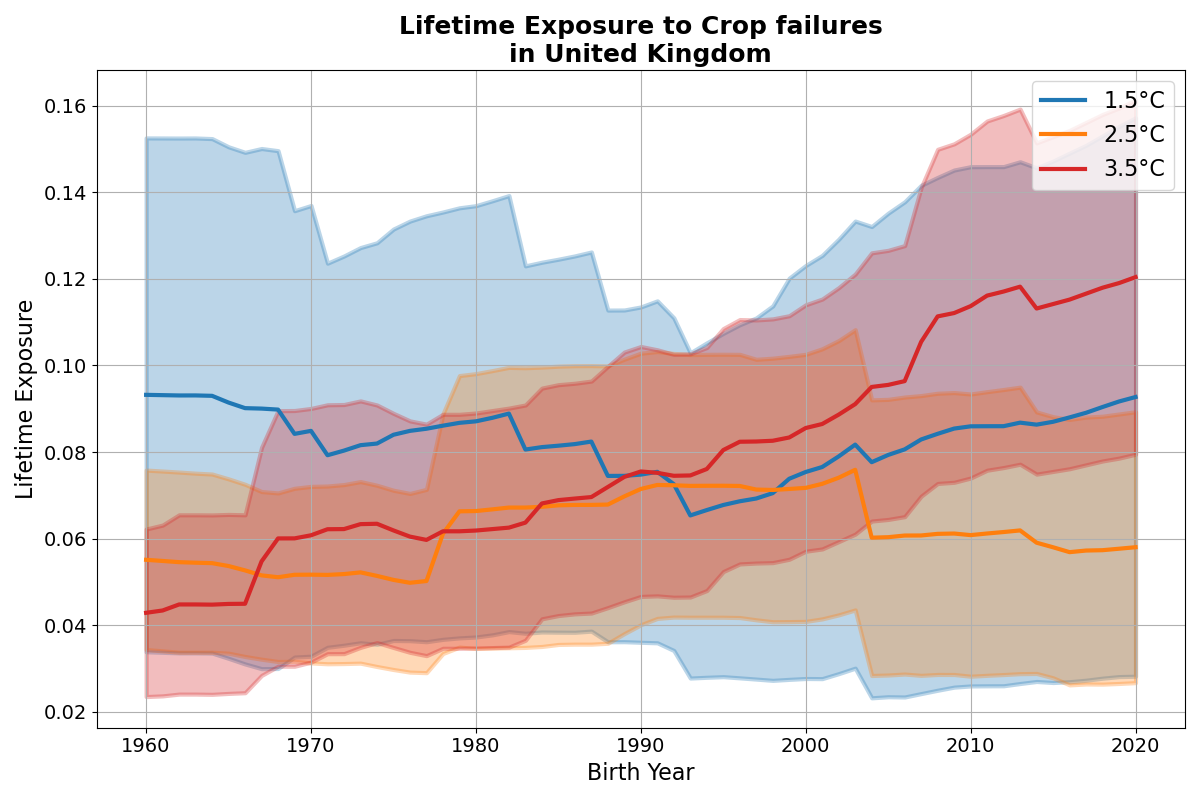 Lifetime Exposure to Crop failures
in United Kingdom
1.5°C
2.5°C
3.5°C
Lifetime Exposure
0.16
0.14
0.12
0.10
0.08
0.06
0.04
0.02
1960 1970 1980 1990 2000 2010 2020
Birth Year